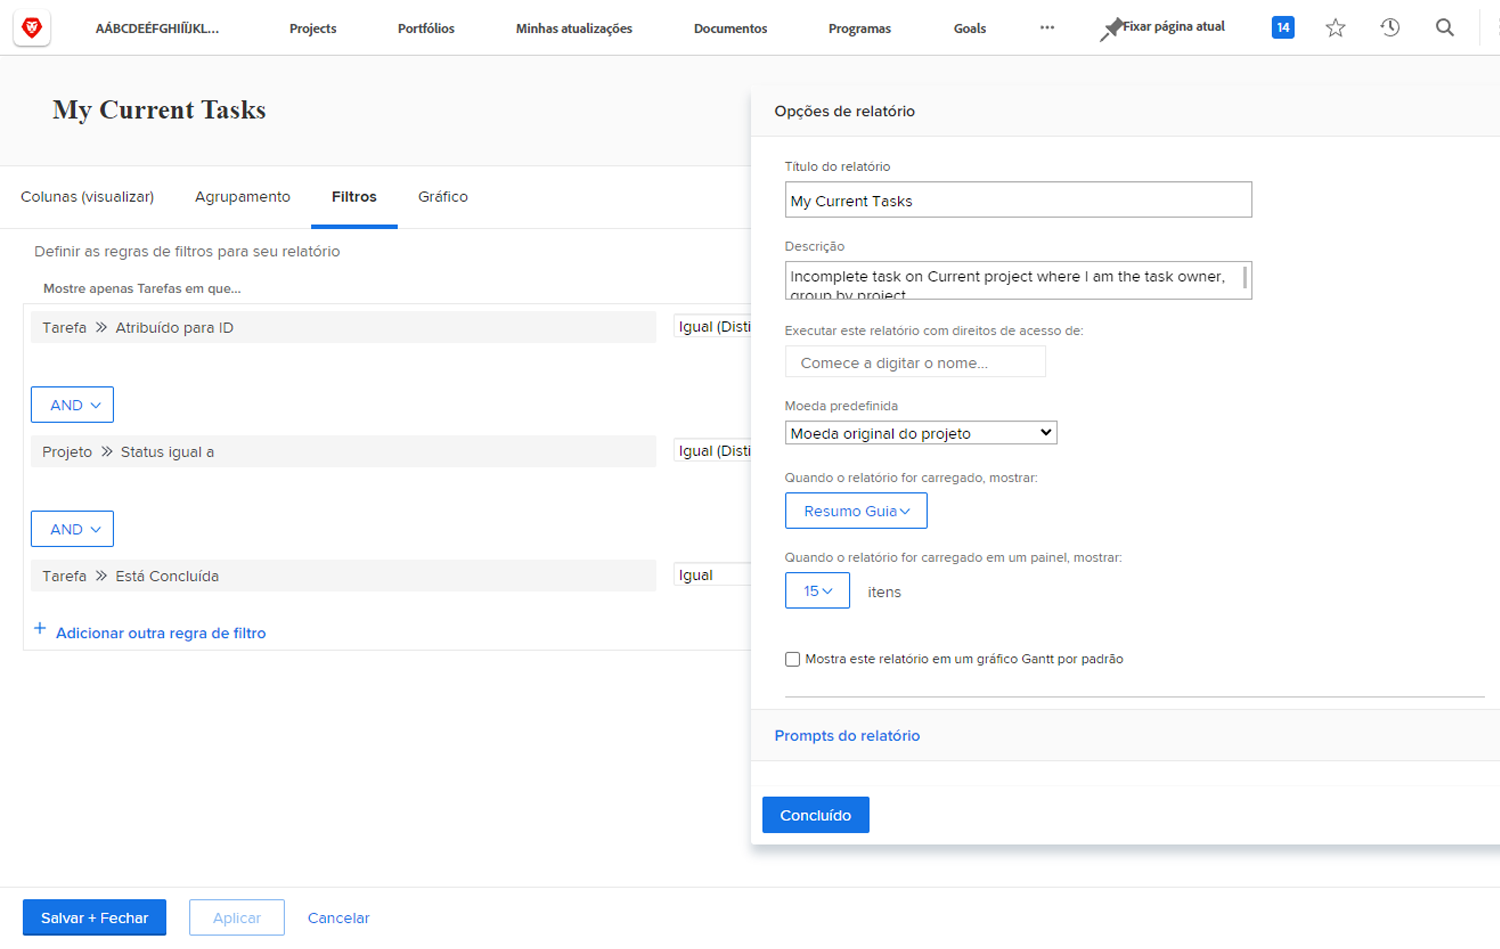 AÁBCDEÉFGHIÍÏJKL...
Projects
Portfólios
Minhas atualizações
Documentos
Programas
Goals
Fixar página atual
14
My Current Tasks
Colunas (visualizar)
Agrupamento
Filtros
Gráfico
Definir as regras de filtros para seu relatório
Mostre apenas Tarefas em que...
Tarefa » Atribuído para ID
Igual (Disti
AND
Projeto » Status igual a
Igual (Disti
AND
Tarefa » Está Concluída
Igual
+ Adicionar outra regra de filtro
Opções de relatório
Título do relatório
My Current Tasks
Descrição
Incomplete task on Current project where I am the task owner,
group by project
Executar este relatório com direitos de acesso de:
Comece a digitar o nome...
Moeda predefinida
Moeda original do projeto
Quando o relatório for carregado, mostrar:
Resumo Guia
Quando o relatório for carregado em um painel, mostrar:
15
itens
Mostra este relatório em um gráfico Gantt por padrão
Prompts do relatório
Concluído
Salvar + Fechar
Aplicar
Cancelar